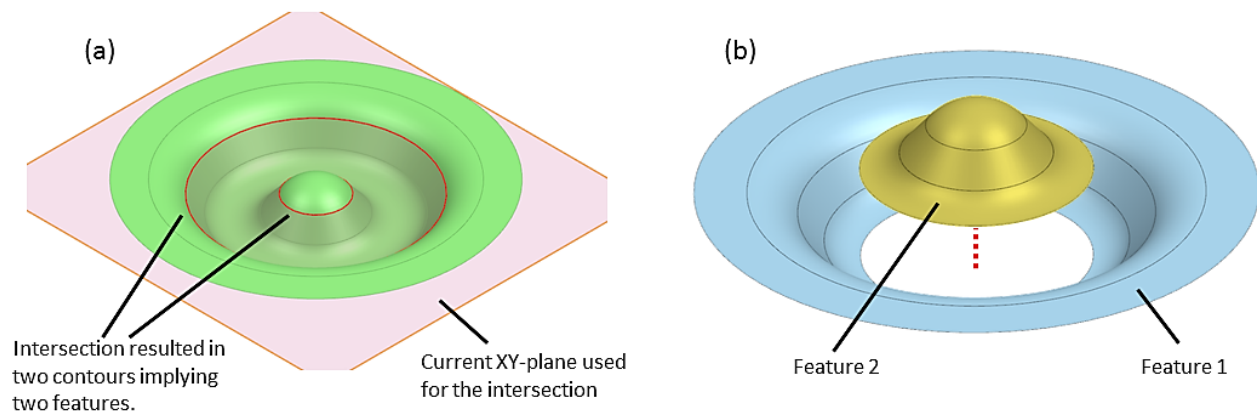 (a)
Intersection resulted in
two contours implying
two features.
Current XY-plane used
for the intersection
(b)
Feature 2
Feature 1